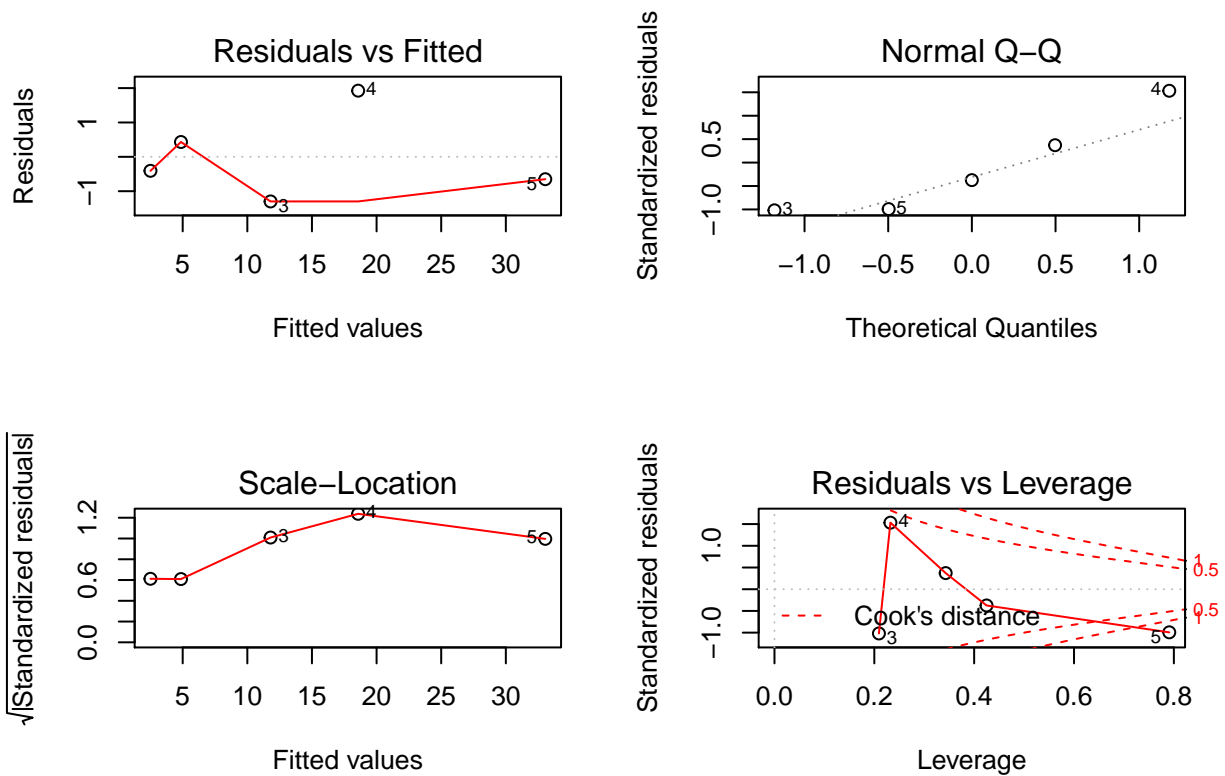 Residuals vs Fitted
Residuals
1
−1
4
3
5
5 10 15 20 25 30
Fitted values
Normal Q−Q
Standardized residuals
0.5
−1.0
4
3
5
−1.0 −0.5 0.0 0.5 1.0
Theoretical Quantiles
Scale−Location
√|Standardized residuals|
1.2
0.6
0.0
3
4
5
5 10 15 20 25 30
Fitted values
Residuals vs Leverage
Standardized residuals
1.0
−1.0
4
3
5
Cook's distance
1
0.5
0.5
1
0.0 0.2 0.4 0.6 0.8
Leverage